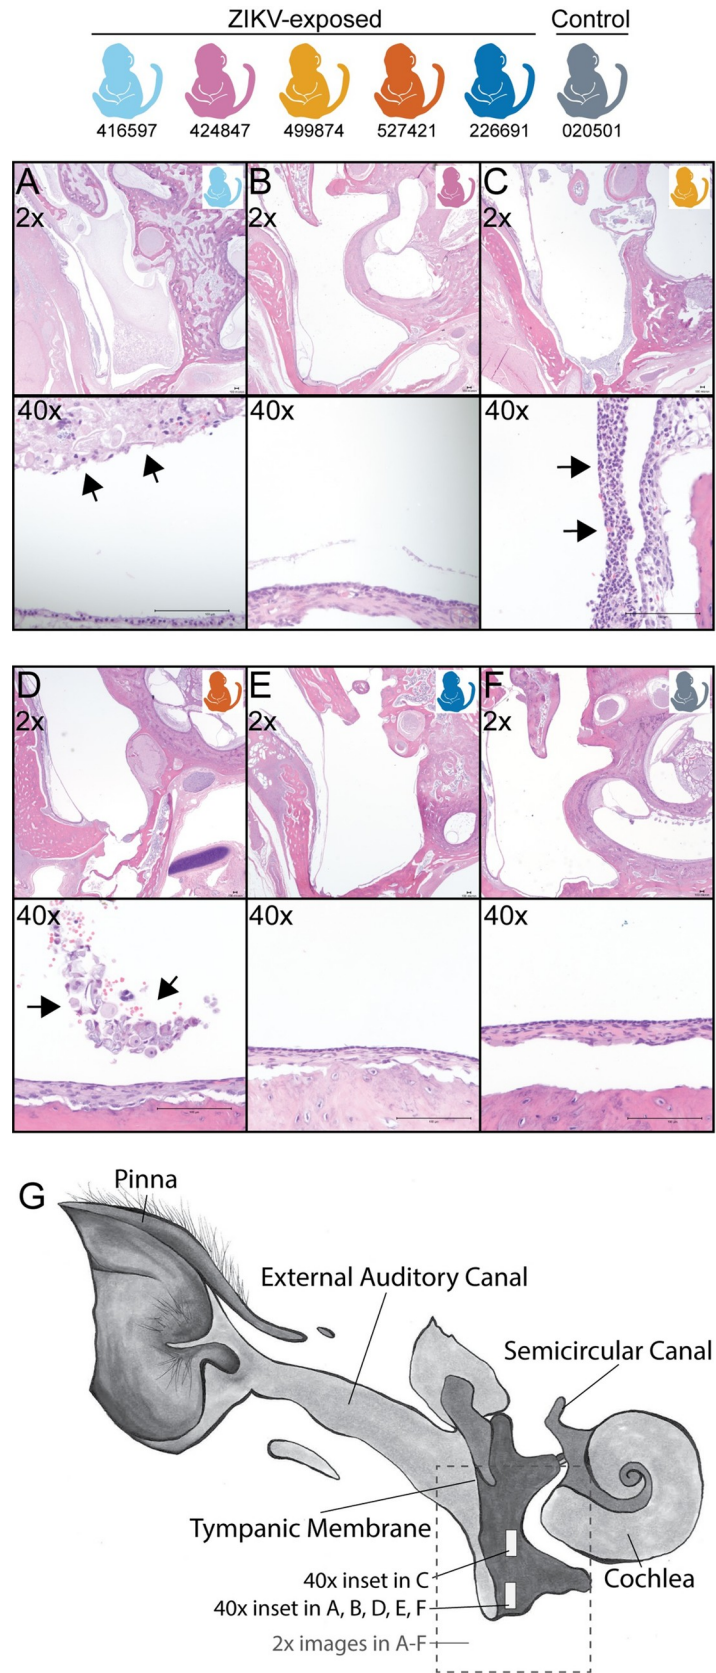 ZIKV-exposed Control
416597 424847 499874 527421 226691 020501
A B C
2x 2x 2x
40x 40x 40x
D E F
2x 2x 2x
40x 40x 40x
G
Pinna
External Auditory Canal
Semicircular Canal
Tympanic Membrane
Cochlea
40x inset in C
40x inset in A, B, D, E, F
2x images in A-F